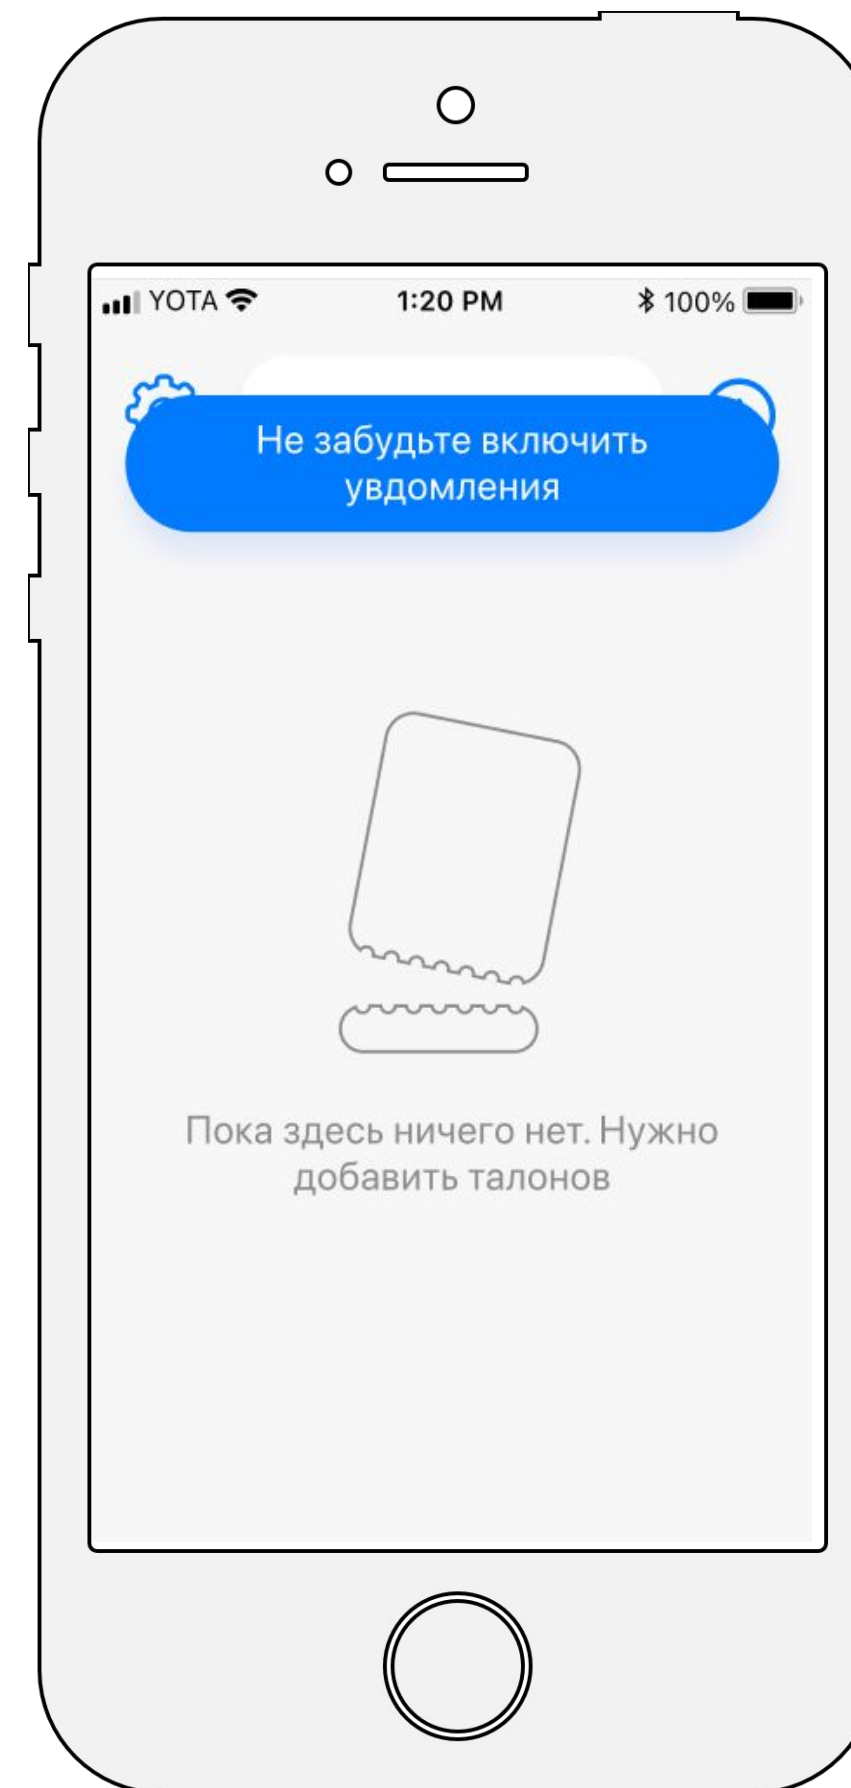 YOTA 1:20 PM 100%
Не забудьте включить
увдомления
Пока здесь ничего нет. Нужно
добавить талонов